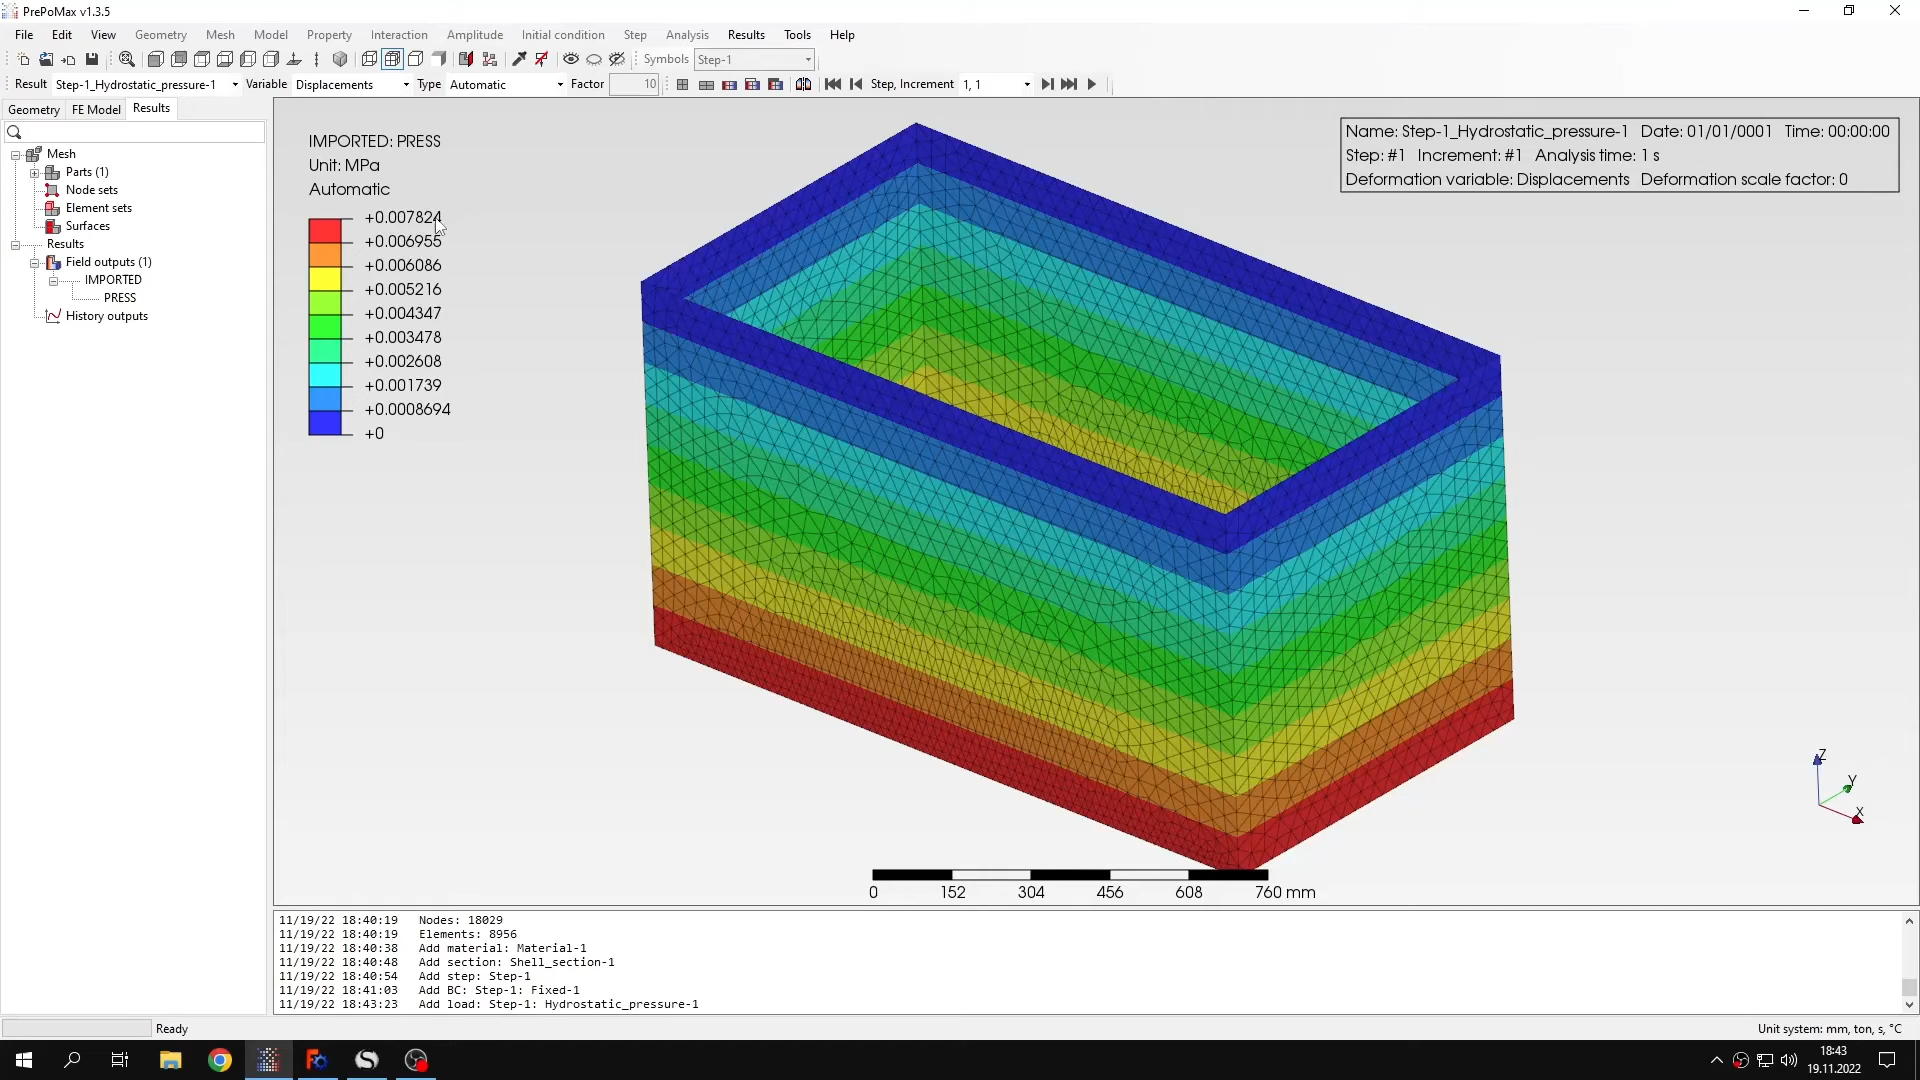 PrePoMax v1.3.5
File Edit View Geometry Mesh Model Property Interaction Amplitude Initial condition Step Analysis Results Tools Help
Symbols Step-1
Result Step-1_Hydrostatic_pressure-1 Variable Displacements Type Automatic Factor 10 Step, Increment 1, 1
Geometry FE Model Results
Mesh
Parts (1)
Node sets
Element sets
Surfaces
Results
Field outputs (1)
IMPORTED
PRESS
History outputs
IMPORTED: PRESS
Unit: MPa
Automatic
+0.007824
+0.006955
+0.006086
+0.005216
+0.004347
+0.003478
+0.002608
+0.001739
+0.0008694
+0
Name: Step-1_Hydrostatic_pressure-1 Date: 01/01/0001 Time: 00:00:00
Step: #1 Increment: #1 Analysis time: 1 s
Deformation variable: Displacements Deformation scale factor: 0
Z
Y
X
0 152 304 456 608 760 mm
11/19/22 18:40:19 Nodes: 18029
11/19/22 18:40:19 Elements: 8956
11/19/22 18:40:38 Add material: Material-1
11/19/22 18:40:48 Add section: Shell_section-1
11/19/22 18:40:54 Add step: Step-1
11/19/22 18:41:03 Add BC: Step-1: Fixed-1
11/19/22 18:43:23 Add load: Step-1: Hydrostatic_pressure-1
Ready
Unit system: mm, ton, s, °C
18:43
19.11.2022